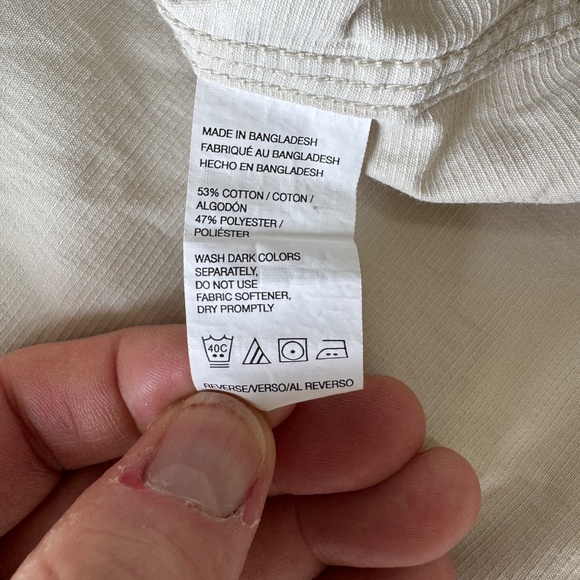 MADE IN BANGLADESH
FABRIQUÉ AU BANGLADESH
HECHO EN BANGLADESH
53% COTTON / COTON /
ALGODÓN
47% POLYESTER /
POLIÉSTER
WASH DARK COLORS
SEPARATELY,
DO NOT USE
FABRIC SOFTENER,
DRY PROMPTLY
40C
REVERSE/VERSO/AL REVERSO